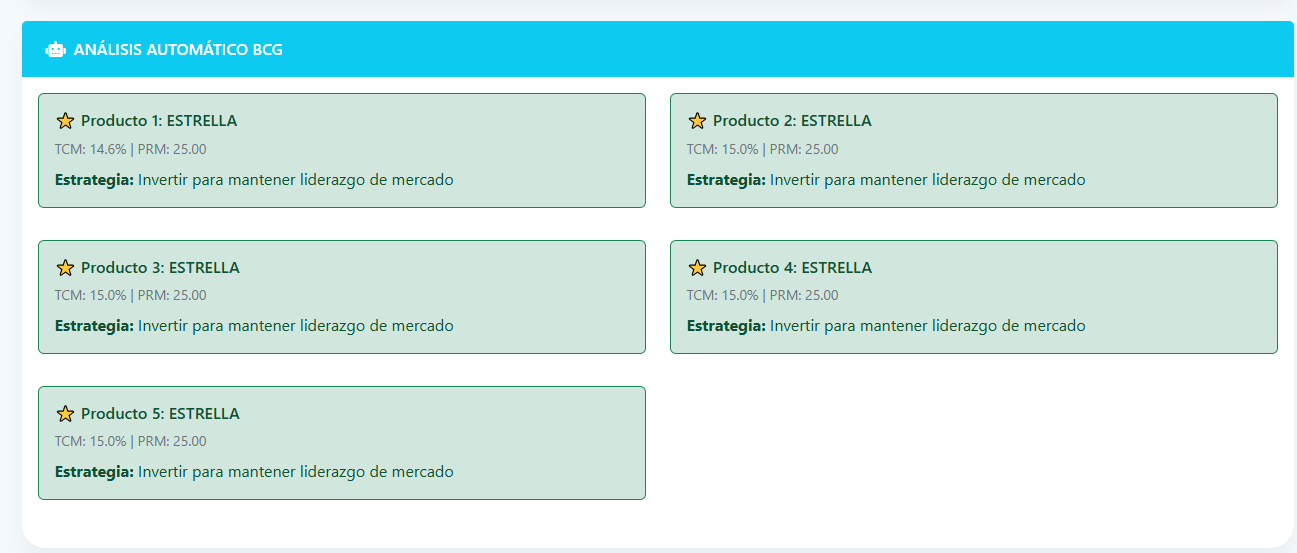 ANÁLISIS AUTOMÁTICO BCG
Producto 1: ESTRELLA
TCM: 14.6% | PRM: 25.00
Estrategia: Invertir para mantener liderazgo de mercado
Producto 2: ESTRELLA
TCM: 15.0% | PRM: 25.00
Estrategia: Invertir para mantener liderazgo de mercado
Producto 3: ESTRELLA
TCM: 15.0% | PRM: 25.00
Estrategia: Invertir para mantener liderazgo de mercado
Producto 4: ESTRELLA
TCM: 15.0% | PRM: 25.00
Estrategia: Invertir para mantener liderazgo de mercado
Producto 5: ESTRELLA
TCM: 15.0% | PRM: 25.00
Estrategia: Invertir para mantener liderazgo de mercado